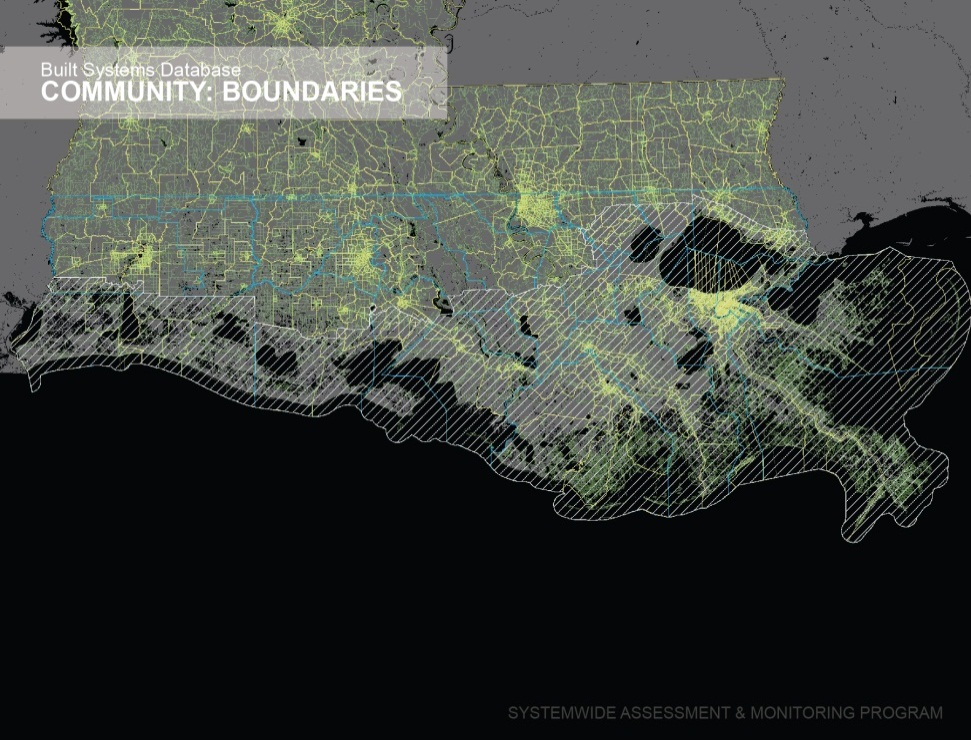 Built Systems Database
COMMUNITY: BOUNDARIES
SYSTEMWIDE ASSESSMENT & MONITORING PROGRAM